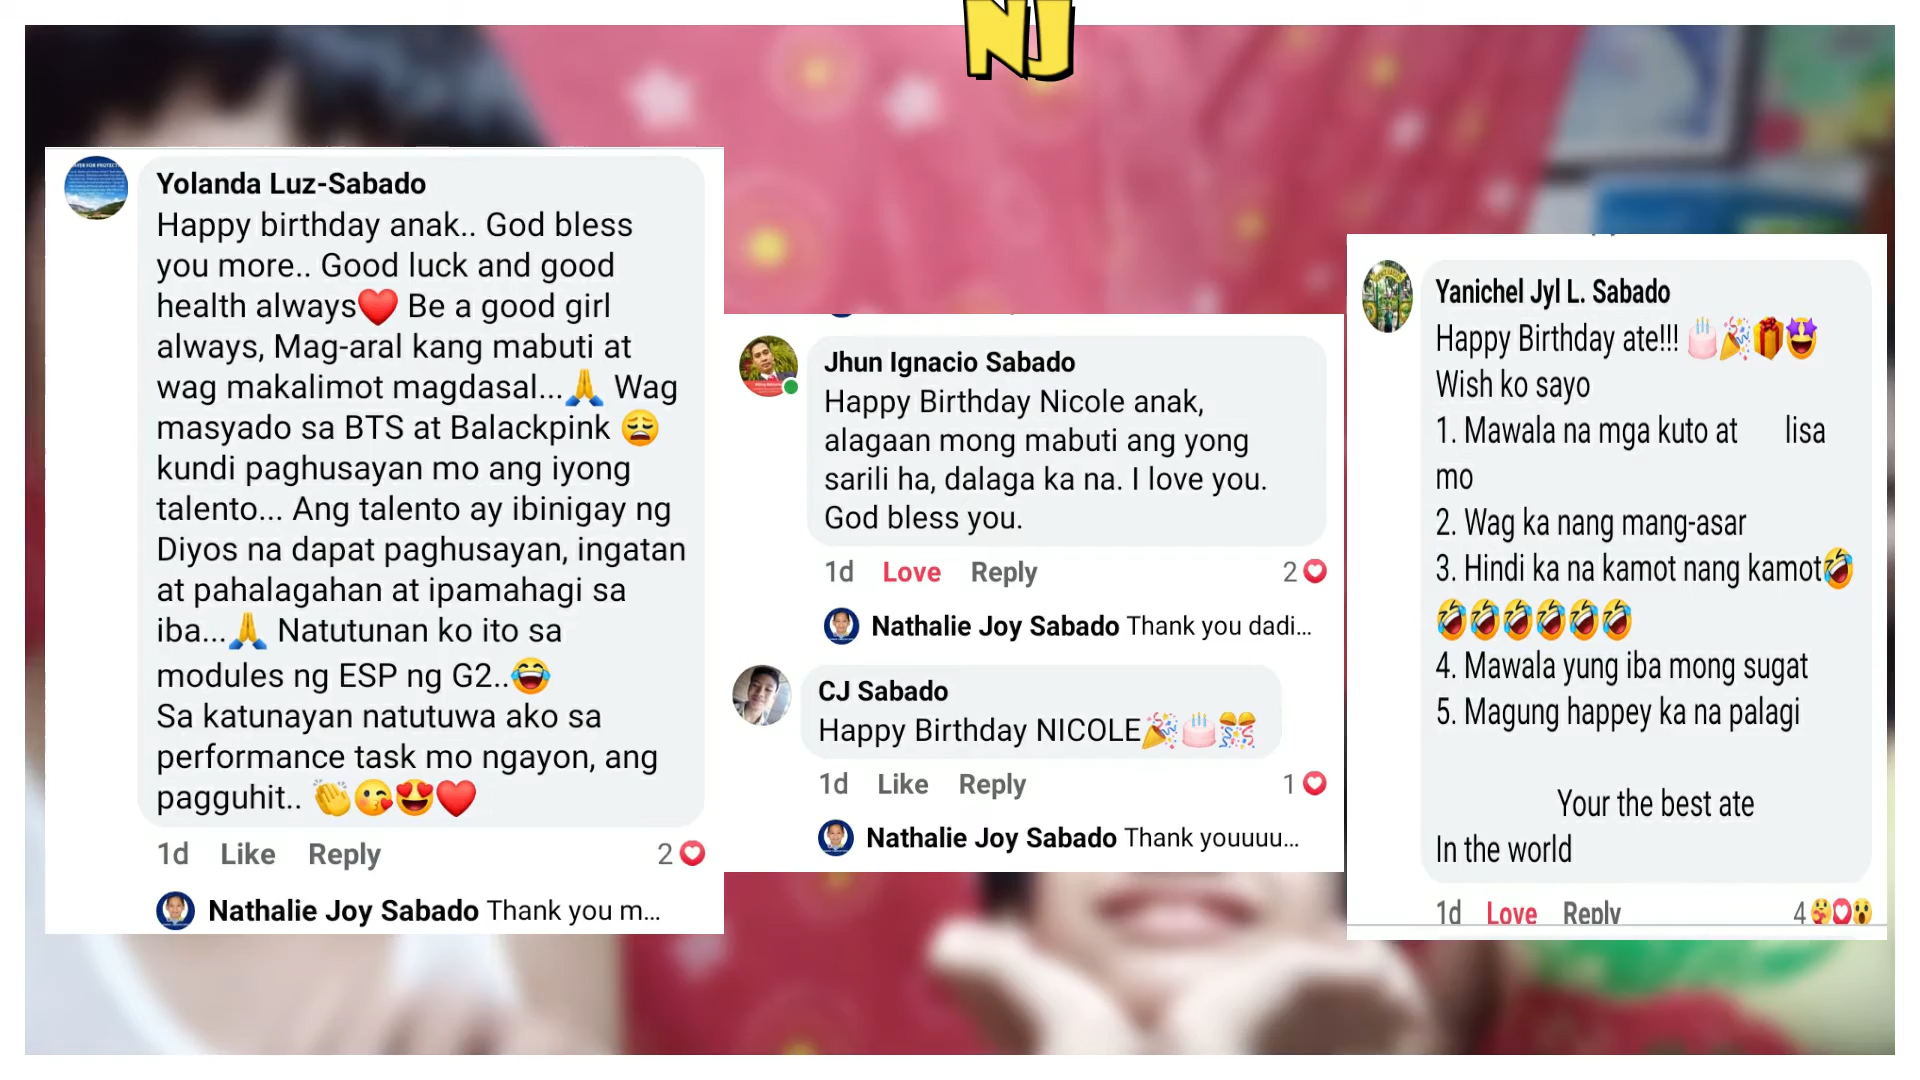 NJ
Yolanda Luz-Sabado
Happy birthday anak.. God bless
you more.. Good luck and good
health always❤️ Be a good girl
always, Mag-aral kang mabuti at
wag makalimot magdasal...🙏 Wag
masyado sa BTS at Balackpink 😩
kundi paghusayan mo ang iyong
talento... Ang talento ay ibinigay ng
Diyos na dapat paghusayan, ingatan
at pahalagahan at ipamahagi sa
iba...🙏 Natutunan ko ito sa
modules ng ESP ng G2..😂
Sa katunayan natutuwa ako sa
performance task mo ngayon, ang
pagguhit.. 👏😘😍❤️
1d Like Reply 2
Nathalie Joy Sabado Thank you m...
Jhun Ignacio Sabado
Happy Birthday Nicole anak,
alagaan mong mabuti ang yong
sarili ha, dalaga ka na. I love you.
God bless you.
1d Love Reply 2
Nathalie Joy Sabado Thank you dadi...
CJ Sabado
Happy Birthday NICOLE🎉🎂🎊
1d Like Reply 1
Nathalie Joy Sabado Thank youuuu...
Yanichel Jyl L. Sabado
Happy Birthday ate!!! 🎂🎉🎁🤩
Wish ko sayo
1. Mawala na mga kuto at lisa
mo
2. Wag ka nang mang-asar
3. Hindi ka na kamot nang kamot🤣
🤣🤣🤣🤣🤣🤣
4. Mawala yung iba mong sugat
5. Magung happey ka na palagi
Your the best ate
In the world
1d Love Reply 4